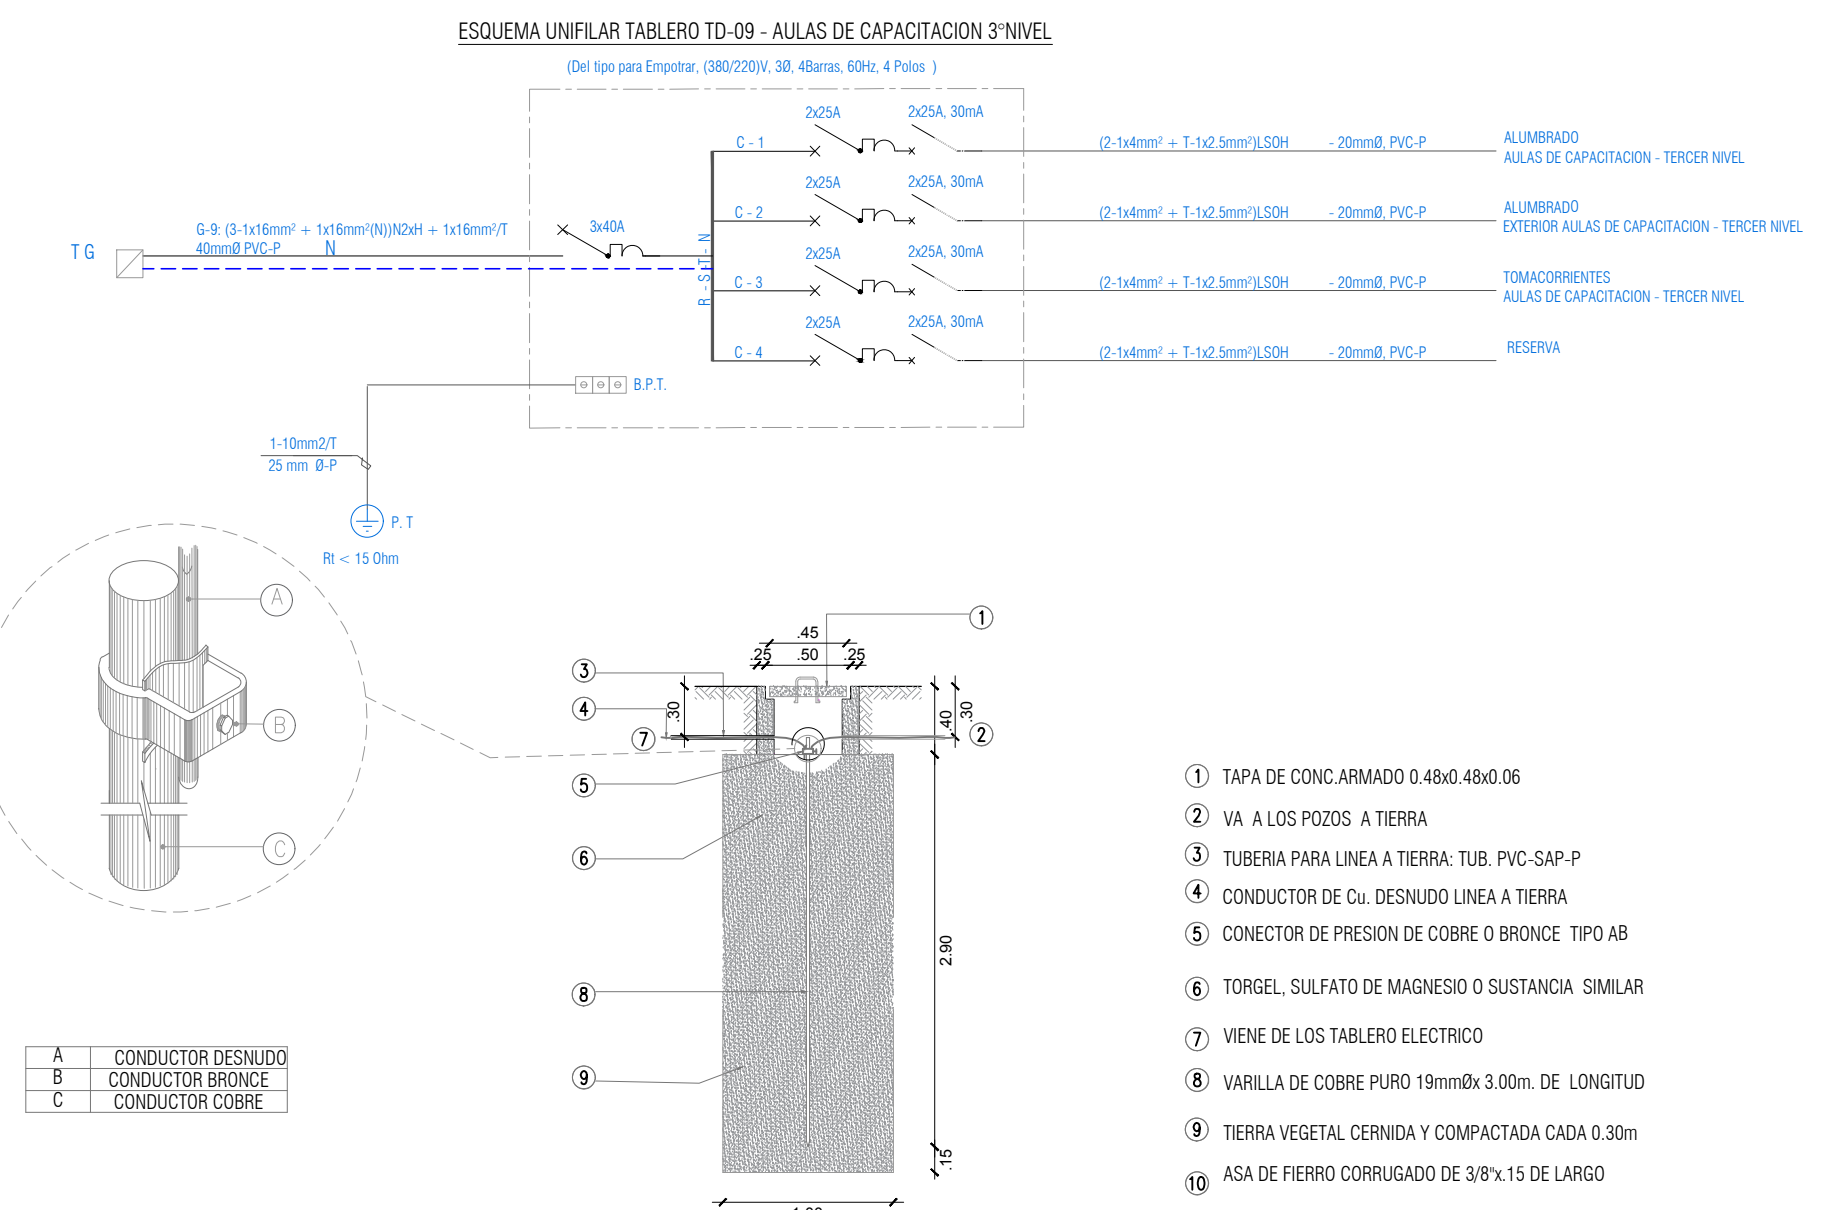 ESQUEMA UNIFILAR TABLERO TD-09 - AULAS DE CAPACITACION 3°NIVEL
(Del tipo para Empotrar, (380/220)V, 3Ø, 4Barras, 60Hz, 4 Polos )
T G
G-9: (3-1x16mm² + 1x16mm²(N))N2xH + 1x16mm²/T
40mmØ PVC-P
N
3x40A
R - S -T- N
C - 1
2x25A
2x25A, 30mA
(2-1x4mm² + T-1x2.5mm²)LSOH - 20mmØ, PVC-P
ALUMBRADO
AULAS DE CAPACITACION - TERCER NIVEL
C - 2
2x25A
2x25A, 30mA
(2-1x4mm² + T-1x2.5mm²)LSOH - 20mmØ, PVC-P
ALUMBRADO
EXTERIOR AULAS DE CAPACITACION - TERCER NIVEL
C - 3
2x25A
2x25A, 30mA
(2-1x4mm² + T-1x2.5mm²)LSOH - 20mmØ, PVC-P
TOMACORRIENTES
AULAS DE CAPACITACION - TERCER NIVEL
C - 4
2x25A
2x25A, 30mA
(2-1x4mm² + T-1x2.5mm²)LSOH - 20mmØ, PVC-P
RESERVA
B.P.T.
1-10mm2/T
25 mm Ø-P
P. T
Rt < 15 Ohm
A
B
C
1
.45
.25 .50 .25
3
4
7
.30
.40
.30
2
5
6
8
9
2.90
.15
A CONDUCTOR DESNUDO
B CONDUCTOR BRONCE
C CONDUCTOR COBRE
1 TAPA DE CONC.ARMADO 0.48x0.48x0.06
2 VA A LOS POZOS A TIERRA
3 TUBERIA PARA LINEA A TIERRA: TUB. PVC-SAP-P
4 CONDUCTOR DE Cu. DESNUDO LINEA A TIERRA
5 CONECTOR DE PRESION DE COBRE O BRONCE TIPO AB
6 TORGEL, SULFATO DE MAGNESIO O SUSTANCIA SIMILAR
7 VIENE DE LOS TABLERO ELECTRICO
8 VARILLA DE COBRE PURO 19mmØx 3.00m. DE LONGITUD
9 TIERRA VEGETAL CERNIDA Y COMPACTADA CADA 0.30m
10 ASA DE FIERRO CORRUGADO DE 3/8"x.15 DE LARGO